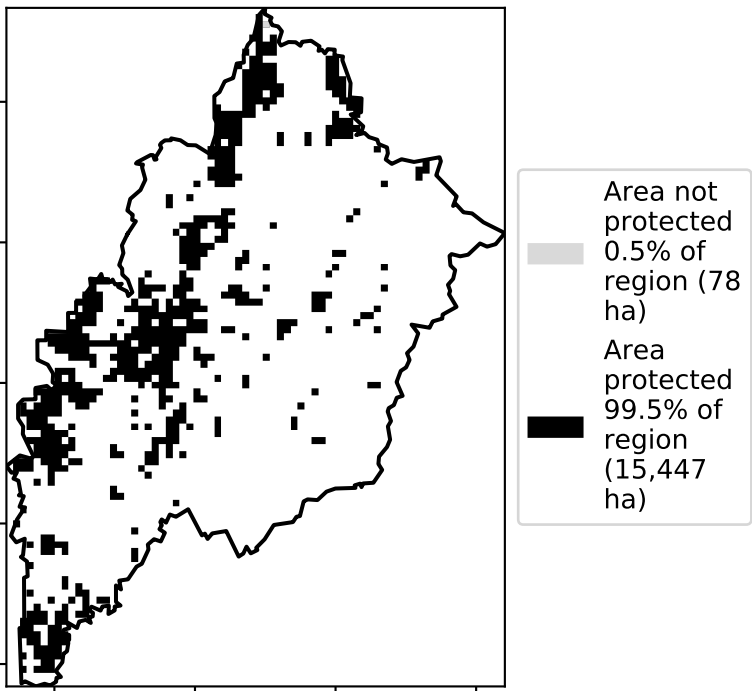 Area not
protected
0.5% of
region (78
ha)
Area
protected
99.5% of
region
(15,447
ha)